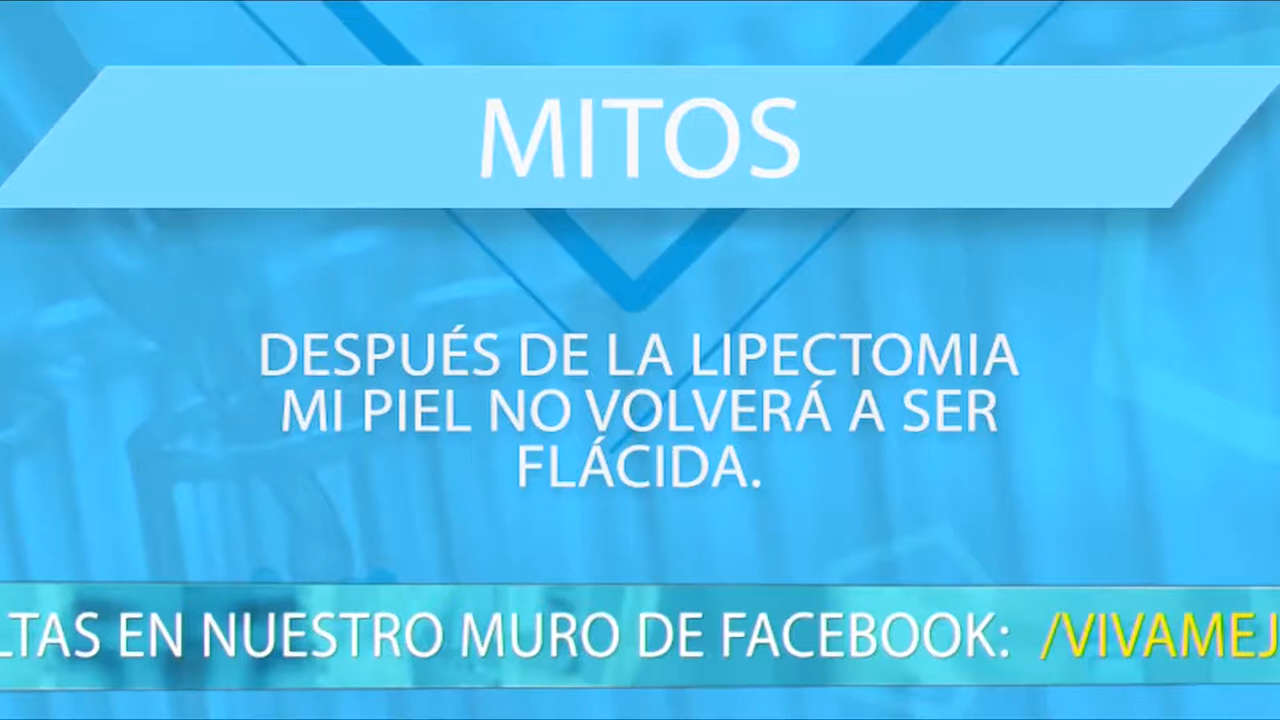 MITOS
DESPUÉS DE LA LIPECTOMIA
MI PIEL NO VOLVERÁ A SER
FLÁCIDA.
LTAS EN NUESTRO MURO DE FACEBOOK: /VIVAMEJ